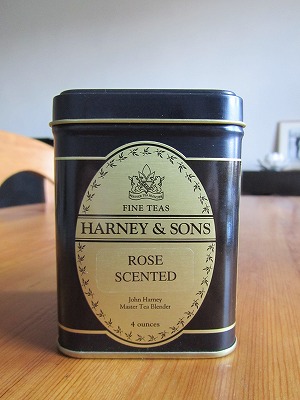 FINE TEAS
HARNEY & SONS
ROSE
SCENTED
John Harney
Master Tea Blender
4 ounces